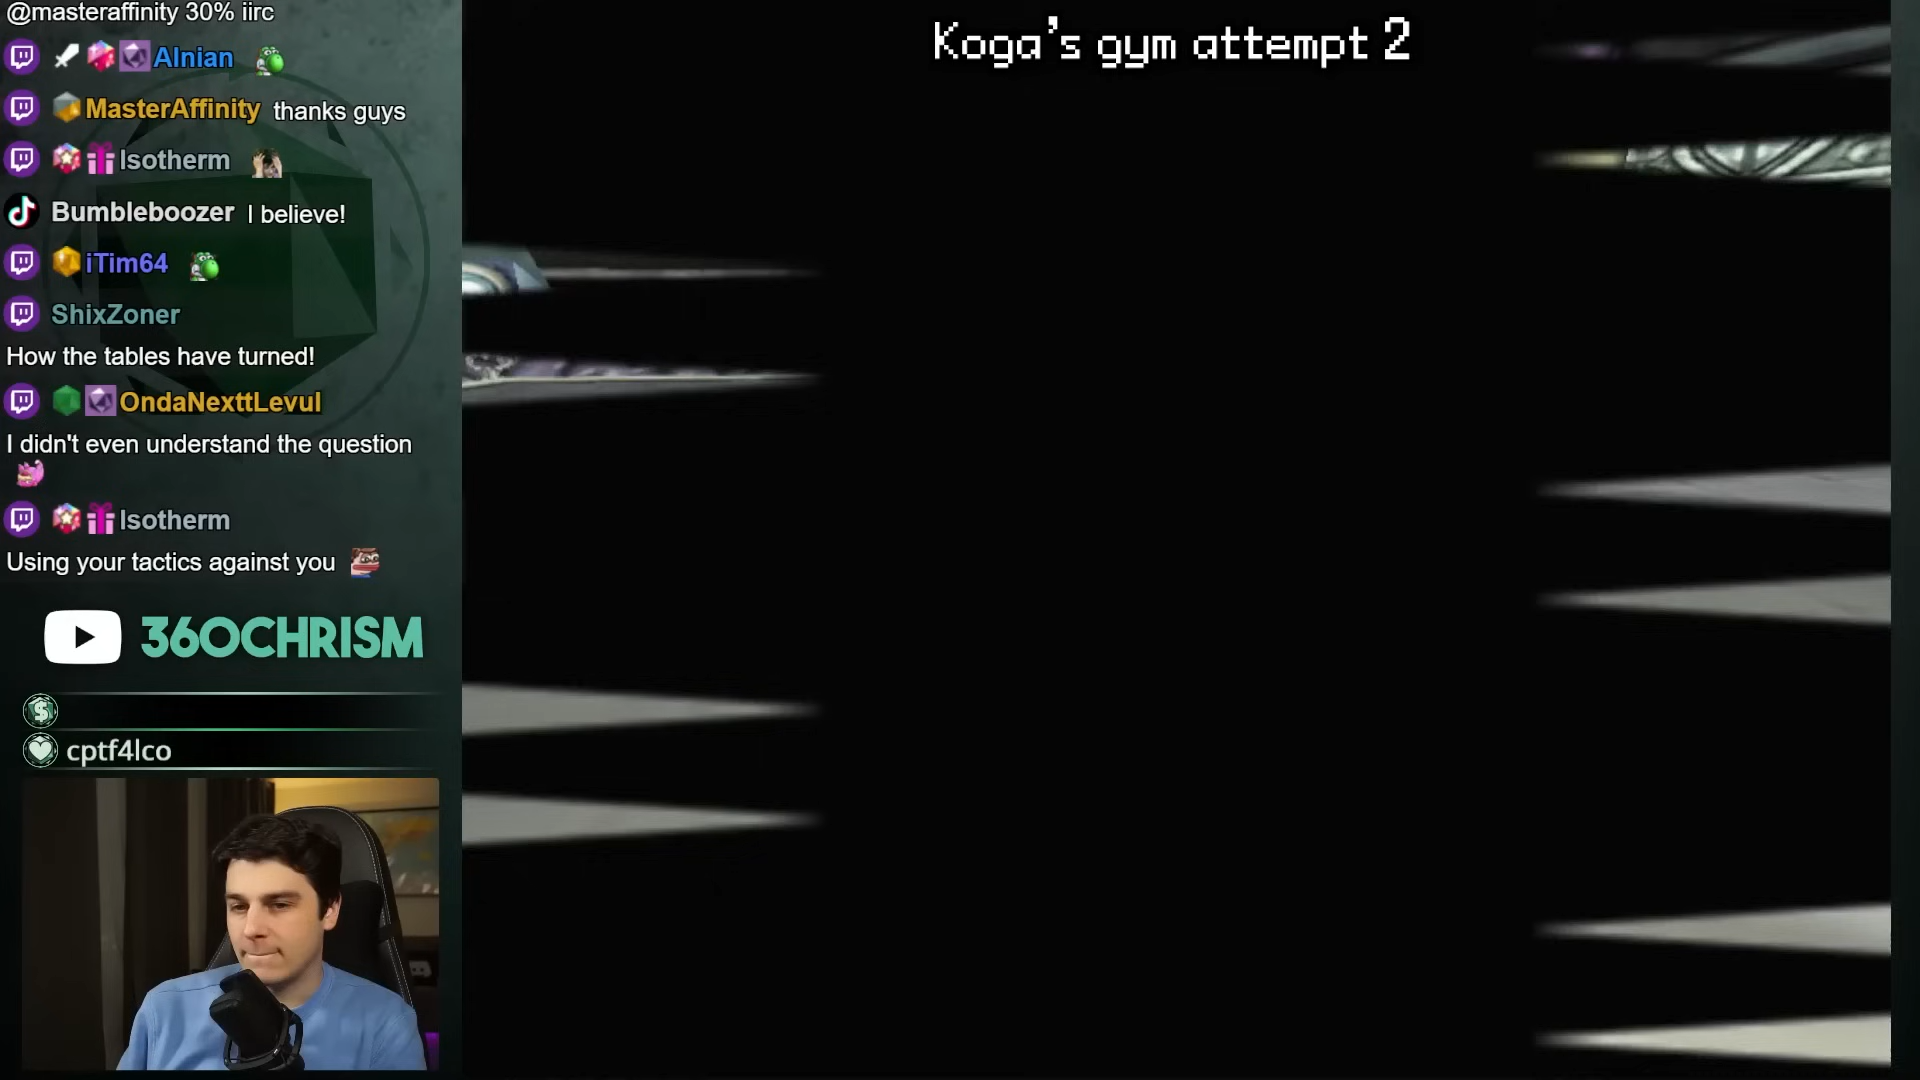 @masteraffinity 30% iirc
Alnian
MasterAffinity thanks guys
Isotherm
Bumbleboozer I believe!
iTim64
ShixZoner
How the tables have turned!
OndaNexttLevul
I didn't even understand the question
Isotherm
Using your tactics against you
360CHRISM
cptf4lco
Koga's gym attempt 2